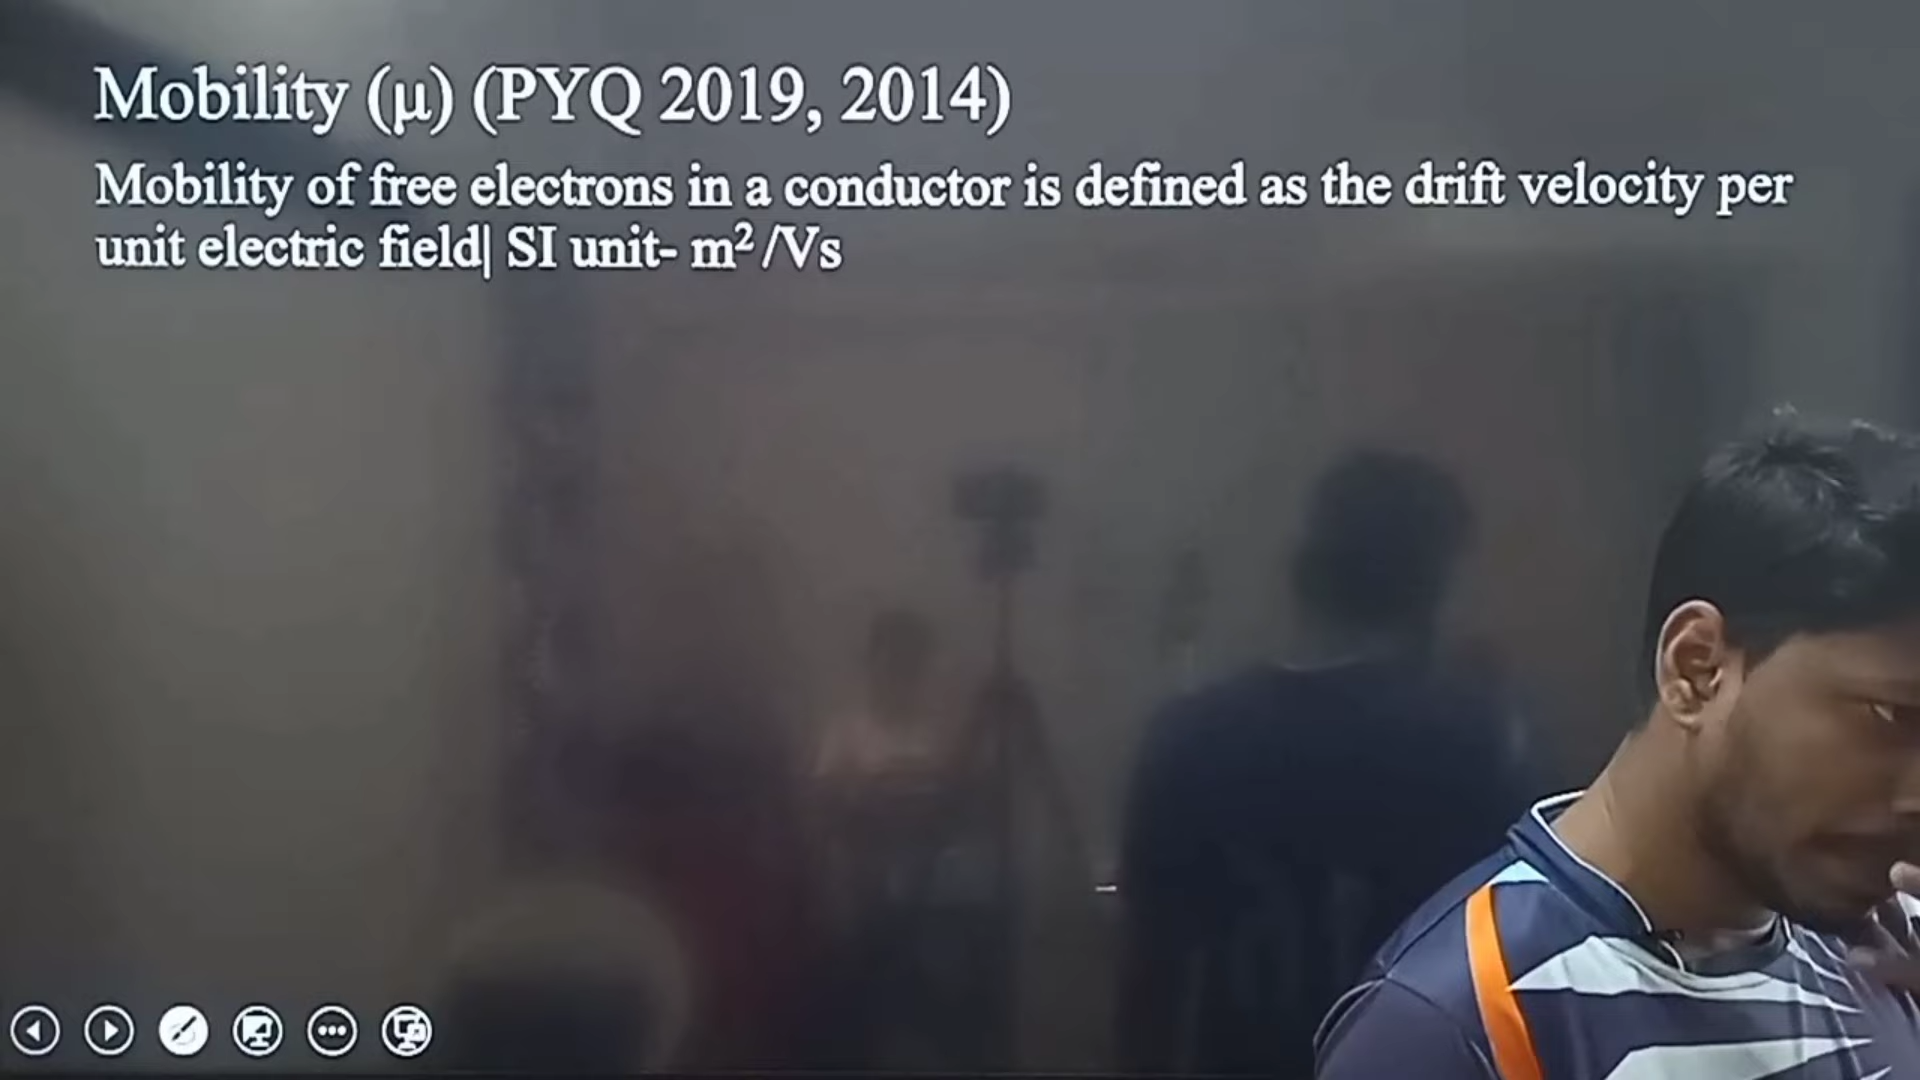 Mobility (μ) (PYQ 2019, 2014)
Mobility of free electrons in a conductor is defined as the drift velocity per
unit electric field| SI unit- m² /Vs